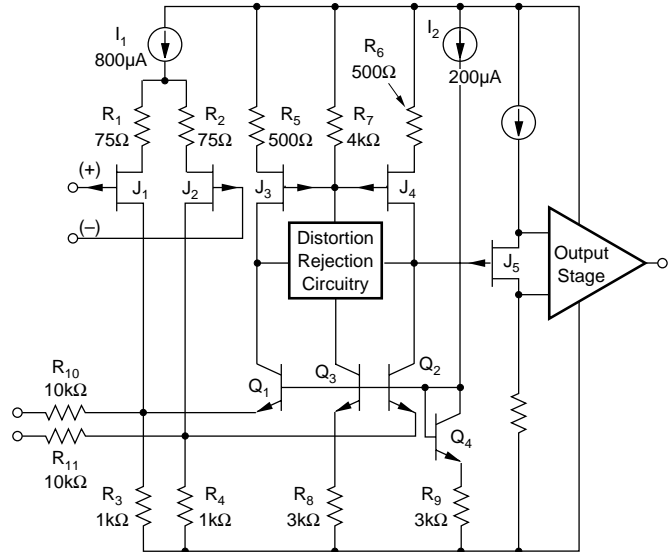 I1
800µA
I2
200µA
R6
500Ω
R1
75Ω
R2
75Ω
R5
500Ω
R7
4kΩ
(+)
J1
J2
J3
J4
(–)
Distortion
Rejection
Circuitry
J5
Output
Stage
R10
10kΩ
Q1
Q3
Q2
Q4
R11
10kΩ
R3
1kΩ
R4
1kΩ
R8
3kΩ
R9
3kΩ